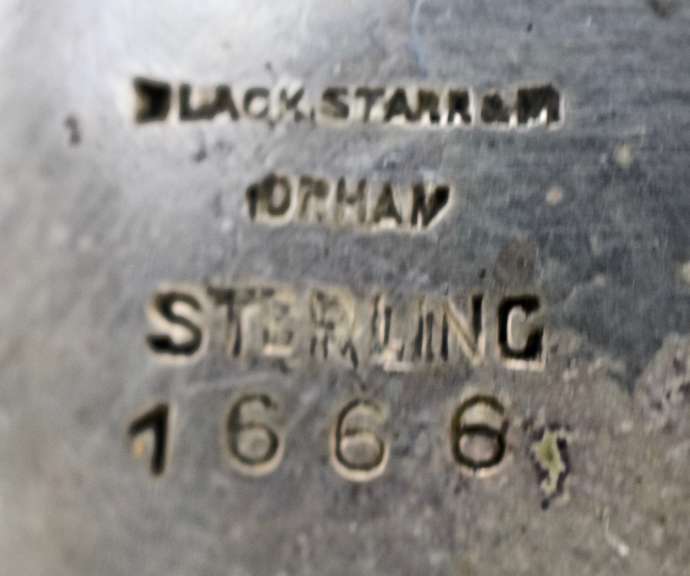 BLACK. STARR &
GORHAM
STERLING
1666